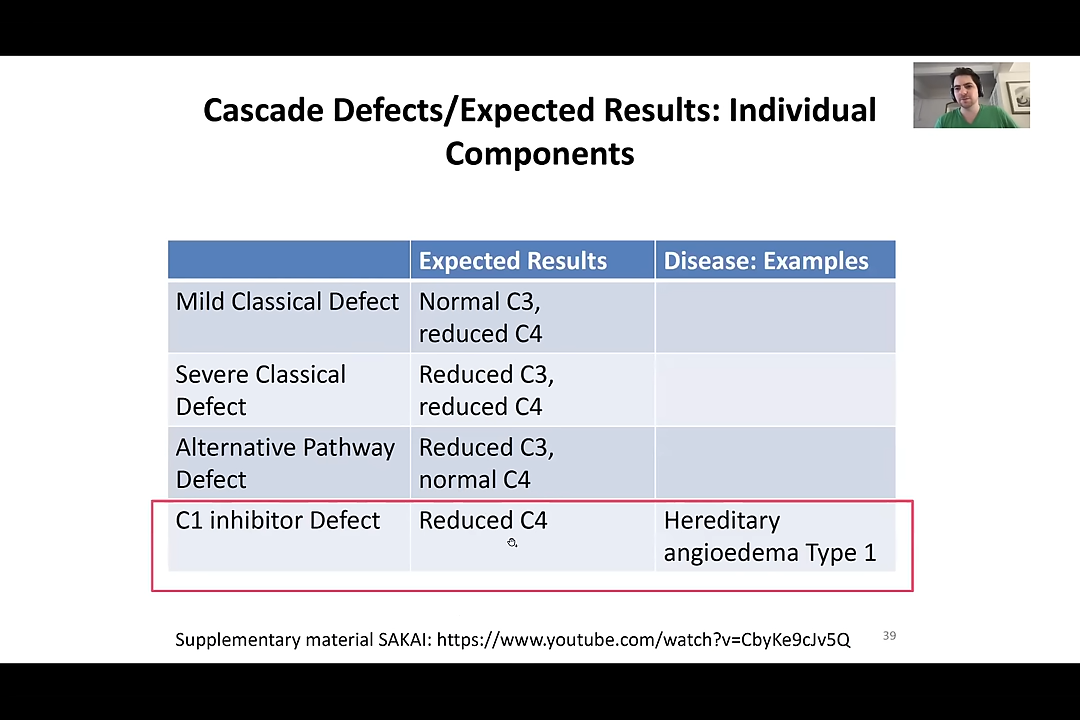 Cascade Defects/Expected Results: Individual
Components
Expected Results
Disease: Examples
Mild Classical Defect
Normal C3,
reduced C4
Severe Classical
Defect
Reduced C3,
reduced C4
Alternative Pathway
Defect
Reduced C3,
normal C4
C1 inhibitor Defect
Reduced C4
Hereditary
angioedema Type 1
Supplementary material SAKAI: https://www.youtube.com/watch?v=CbyKe9cJv5Q
39